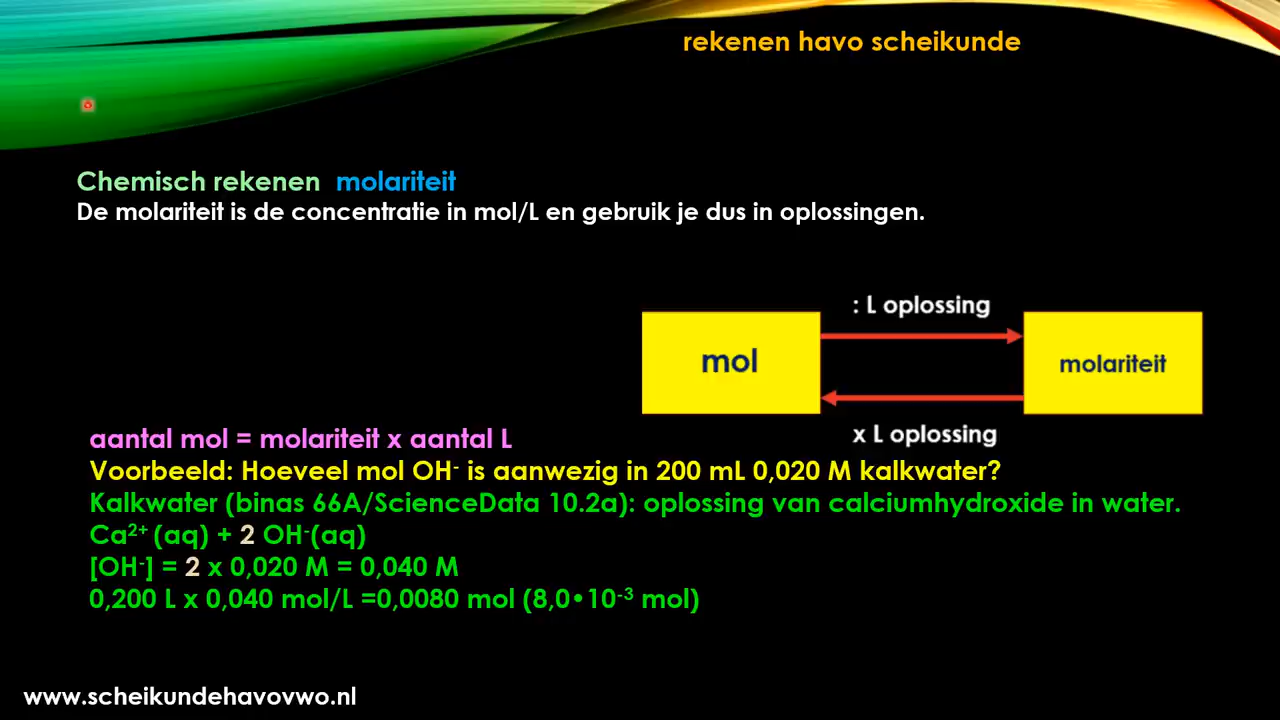 rekenen havo scheikunde
Chemisch rekenen molariteit
De molariteit is de concentratie in mol/L en gebruik je dus in oplossingen.
: L oplossing
mol
molariteit
x L oplossing
aantal mol = molariteit x aantal L
Voorbeeld: Hoeveel mol OH⁻ is aanwezig in 200 mL 0,020 M kalkwater?
Kalkwater (binas 66A/ScienceData 10.2a): oplossing van calciumhydroxide in water.
Ca²⁺ (aq) + 2 OH⁻(aq)
[OH⁻] = 2 x 0,020 M = 0,040 M
0,200 L x 0,040 mol/L =0,0080 mol (8,0•10⁻³ mol)
www.scheikundehavovwo.nl